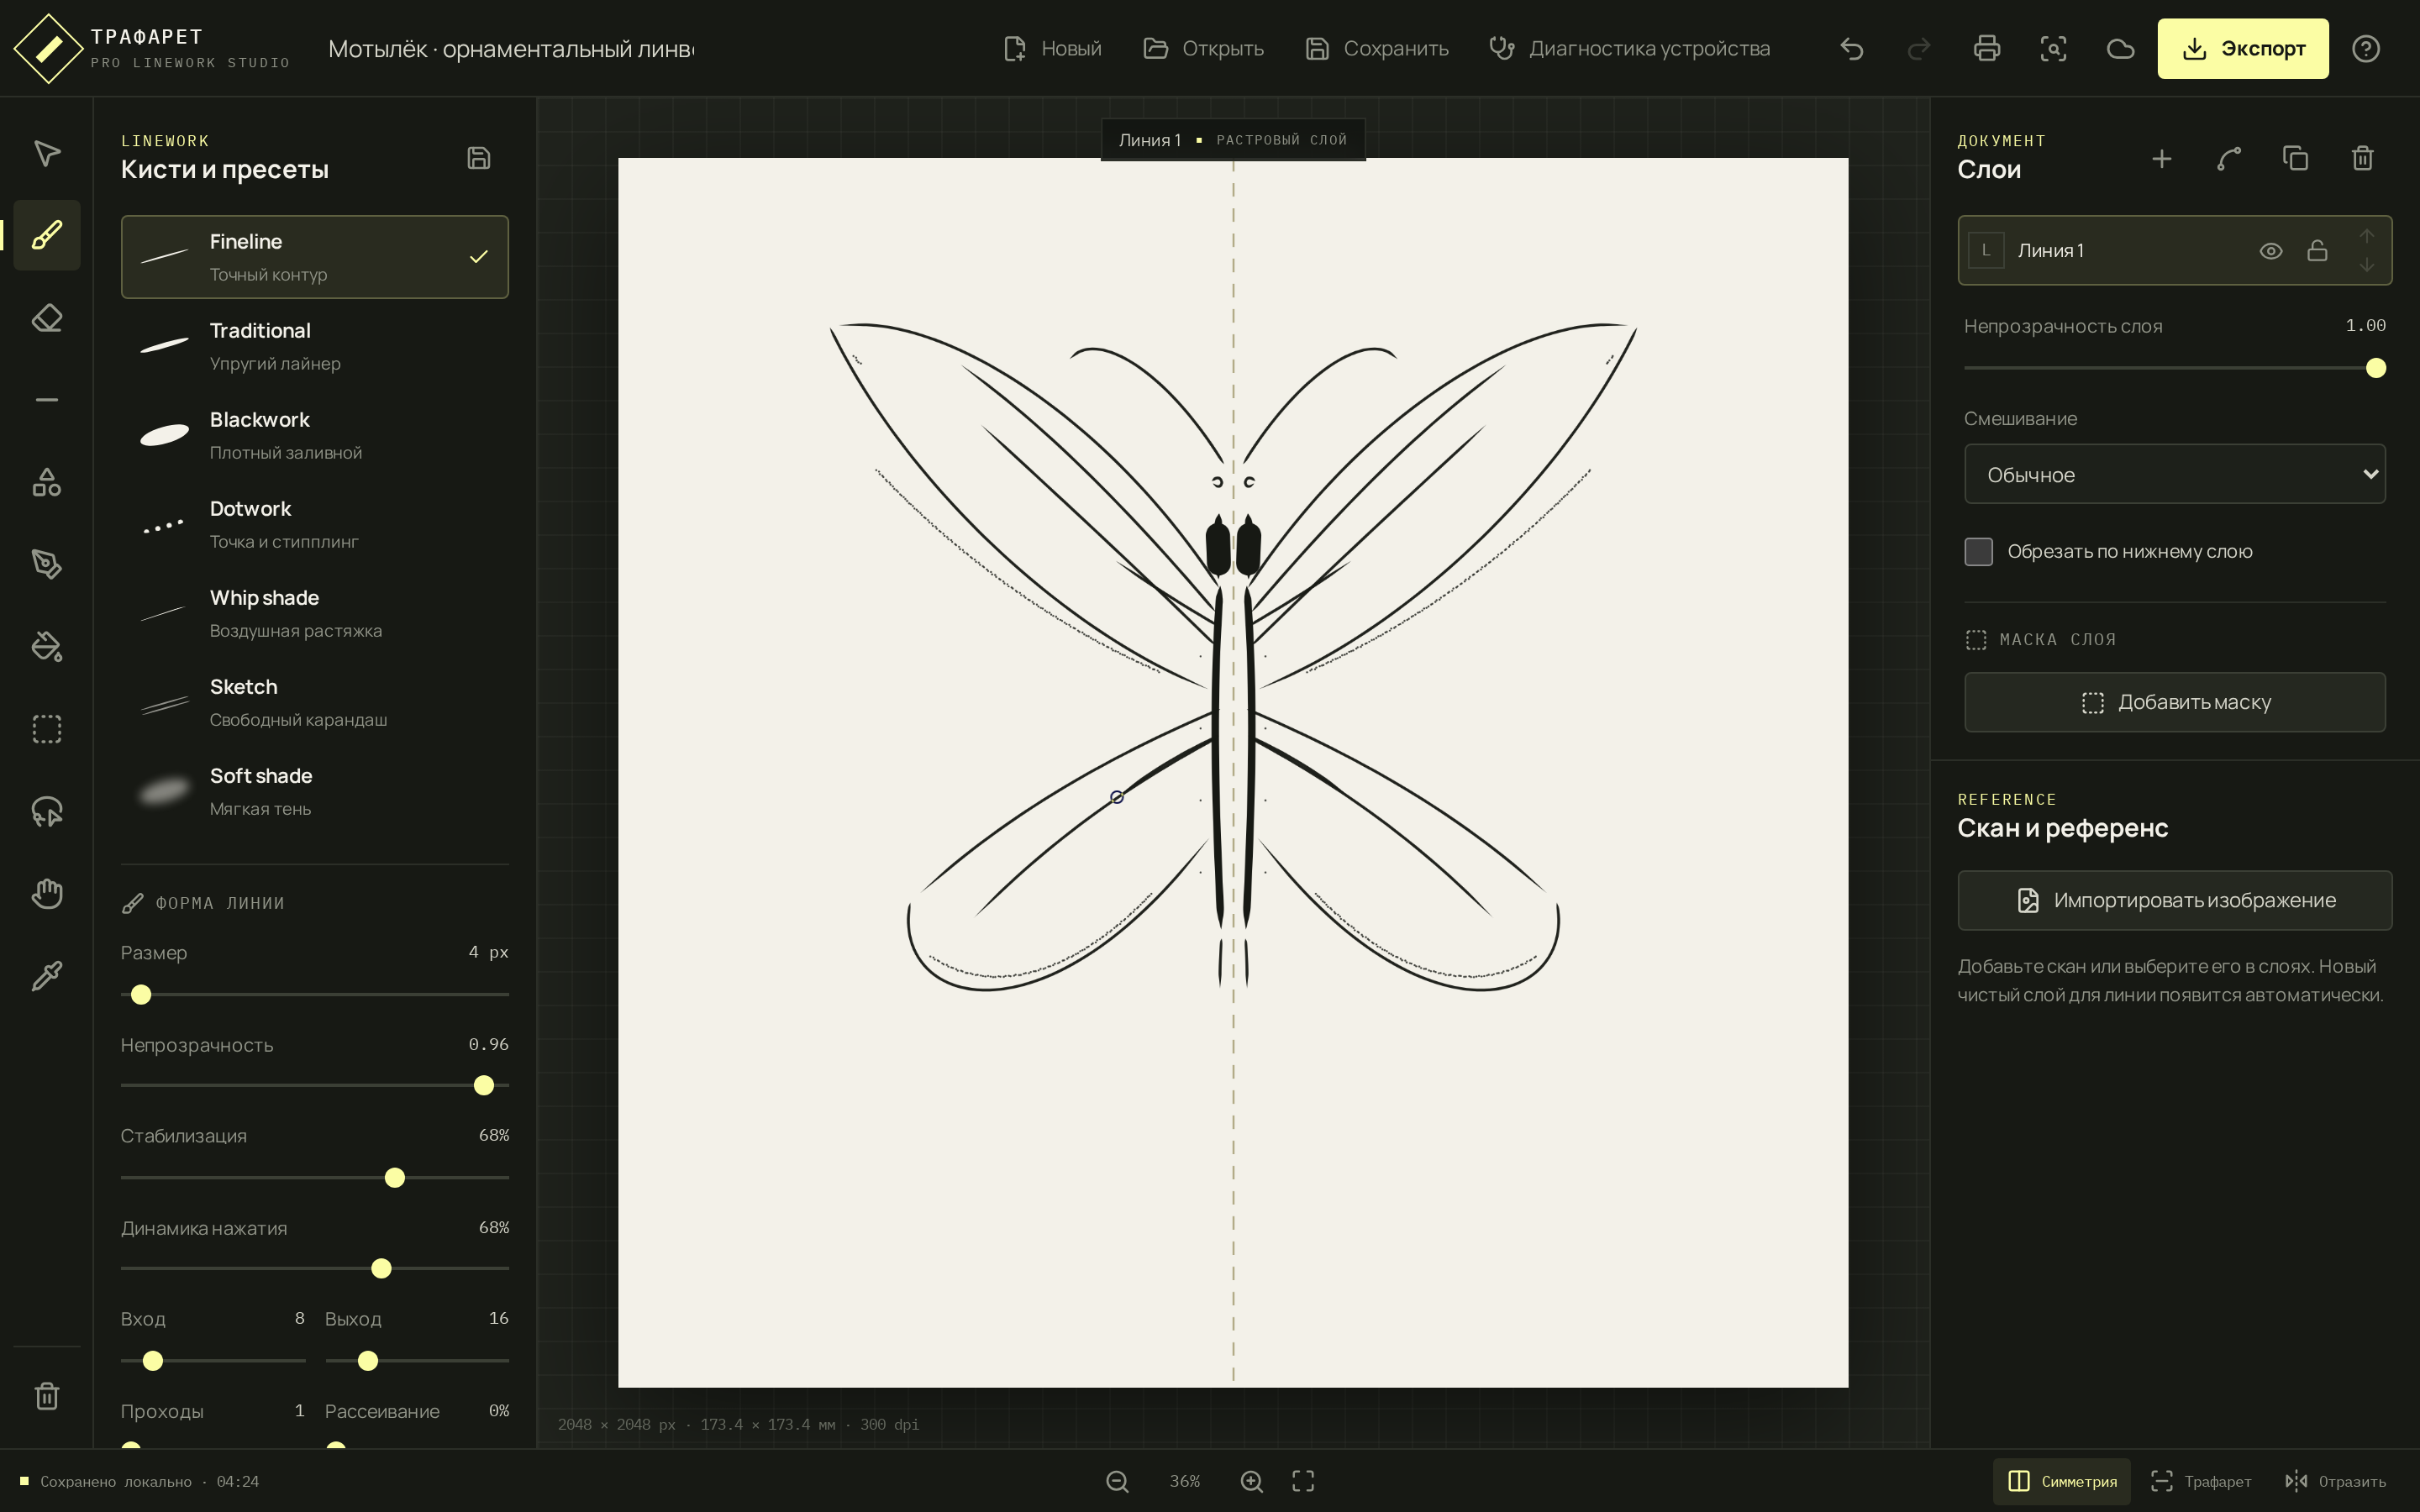 ТРАФАРЕТ
PRO LINEWORK STUDIO
Мотылёк · орнаментальный
Новый
Открыть
Сохранить
Диагностика устройства
Экспорт
LINEWORK
Кисти и пресеты
Fineline
Точный контур
Traditional
Упругий лайнер
Blackwork
Плотный заливной
Dotwork
Точка и стипплинг
Whip shade
Воздушная растяжка
Sketch
Свободный карандаш
Soft shade
Мягкая тень
ФОРМА ЛИНИИ
Размер 4 px
Непрозрачность 0.96
Стабилизация 68%
Динамика нажатия 68%
Вход 8 Выход 16
Проходы 1 Рассеивание 0%
Линия 1 ▪ РАСТРОВЫЙ СЛОЙ
2048 × 2048 px · 173.4 × 173.4 мм · 300 dpi
ДОКУМЕНТ
Слои
L Линия 1
Непрозрачность слоя 1.00
Смешивание
Обычное
Обрезать по нижнему слою
МАСКА СЛОЯ
Добавить маску
REFERENCE
Скан и референс
Импортировать изображение
Добавьте скан или выберите его в слоях. Новый
чистый слой для линии появится автоматически.
Сохранено локально · 04:24
36%
Симметрия
Трафарет
Отразить